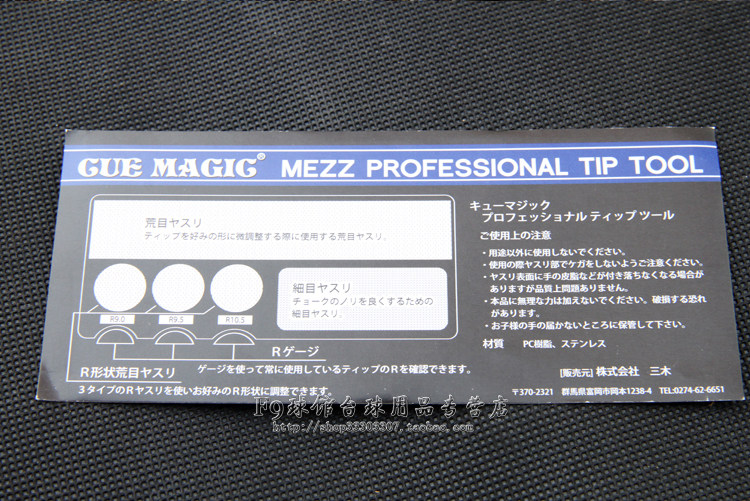 CUE MAGIC® MEZZ PROFESSIONAL TIP TOOL
荒目ヤスリ
ティップを好みの形に微調整する際に使用する荒目ヤスリ。
R9.0 R9.5 R10.5
細目ヤスリ
チョークのノリを良くするための
細目ヤスリ。
Rゲージ
ゲージを使って常に使用しているティップのRを確認できます。
R形状荒目ヤスリ
3タイプのRヤスリを使いお好みのR形状に調整できます。
キューマジック
プロフェッショナル ティップ ツール
ご使用上の注意
・用途以外に使用しないでください。
・使用の際ヤスリ部でケガをしないようご注意ください。
・ヤスリ表面に手の皮脂などが付き落ちなくなる場合が
ありますが品質上問題ありません。
・本品に無理な力は加えないでください。破損する恐れ
があります。
・お子様の手の届かないところに保管して下さい。
材質 PC樹脂、ステンレス
[販売元] 株式会社 三木
〒370-2321 群馬県富岡市岡本1238-4 TEL:0274-62-6651
F9球馆台球用品专营店
http://shop33303307.taobao.com